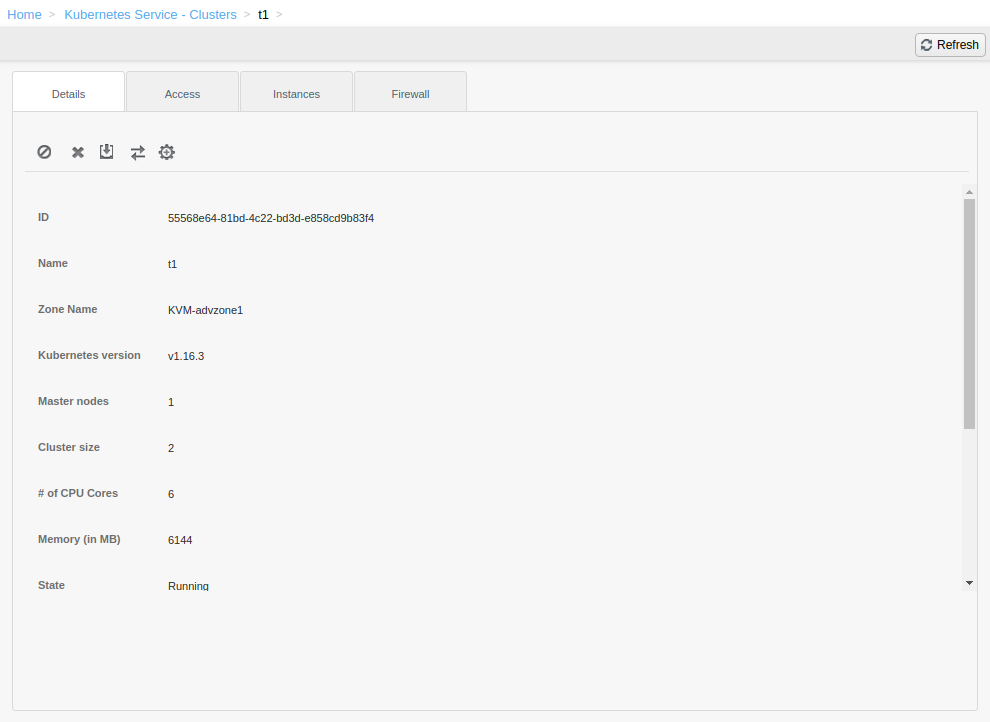 Home > Kubernetes Service - Clusters > t1 >
Refresh
Details Access Instances Firewall
ID 55568e64-81bd-4c22-bd3d-e858cd9b83f4
Name t1
Zone Name KVM-advzone1
Kubernetes version v1.16.3
Master nodes 1
Cluster size 2
# of CPU Cores 6
Memory (in MB) 6144
State Running